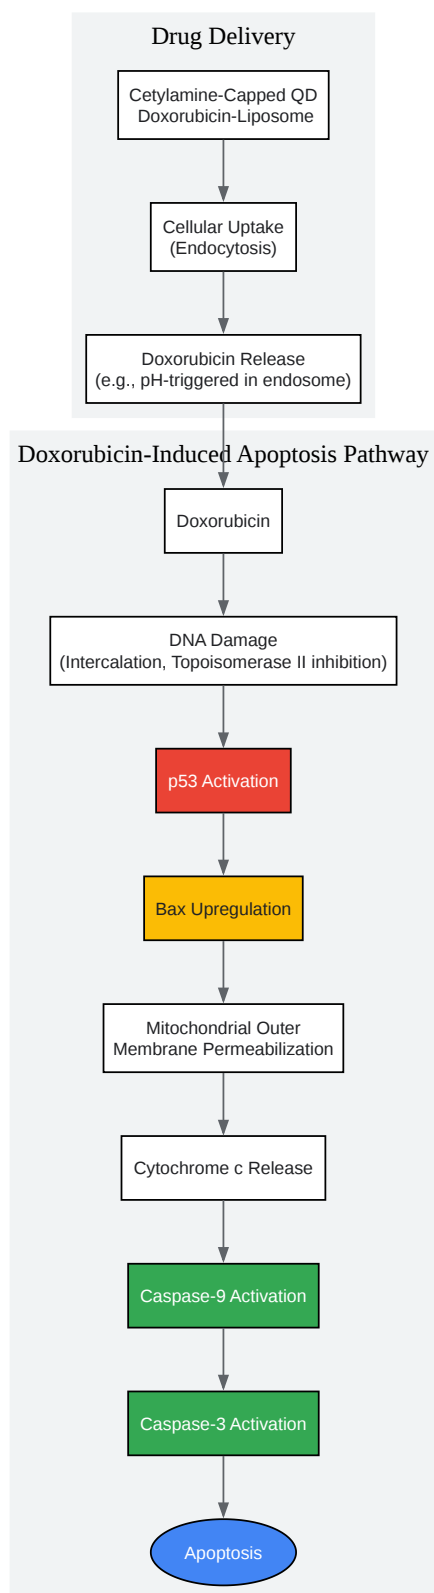 Drug Delivery
Cetylamine-Capped QD
Doxorubicin-Liposome
Cellular Uptake
(Endocytosis)
Doxorubicin Release
(e.g., pH-triggered in endosome)
Doxorubicin-Induced Apoptosis Pathway
Doxorubicin
DNA Damage
(Intercalation, Topoisomerase II inhibition)
p53 Activation
Bax Upregulation
Mitochondrial Outer
Membrane Permeabilization
Cytochrome c Release
Caspase-9 Activation
Caspase-3 Activation
Apoptosis